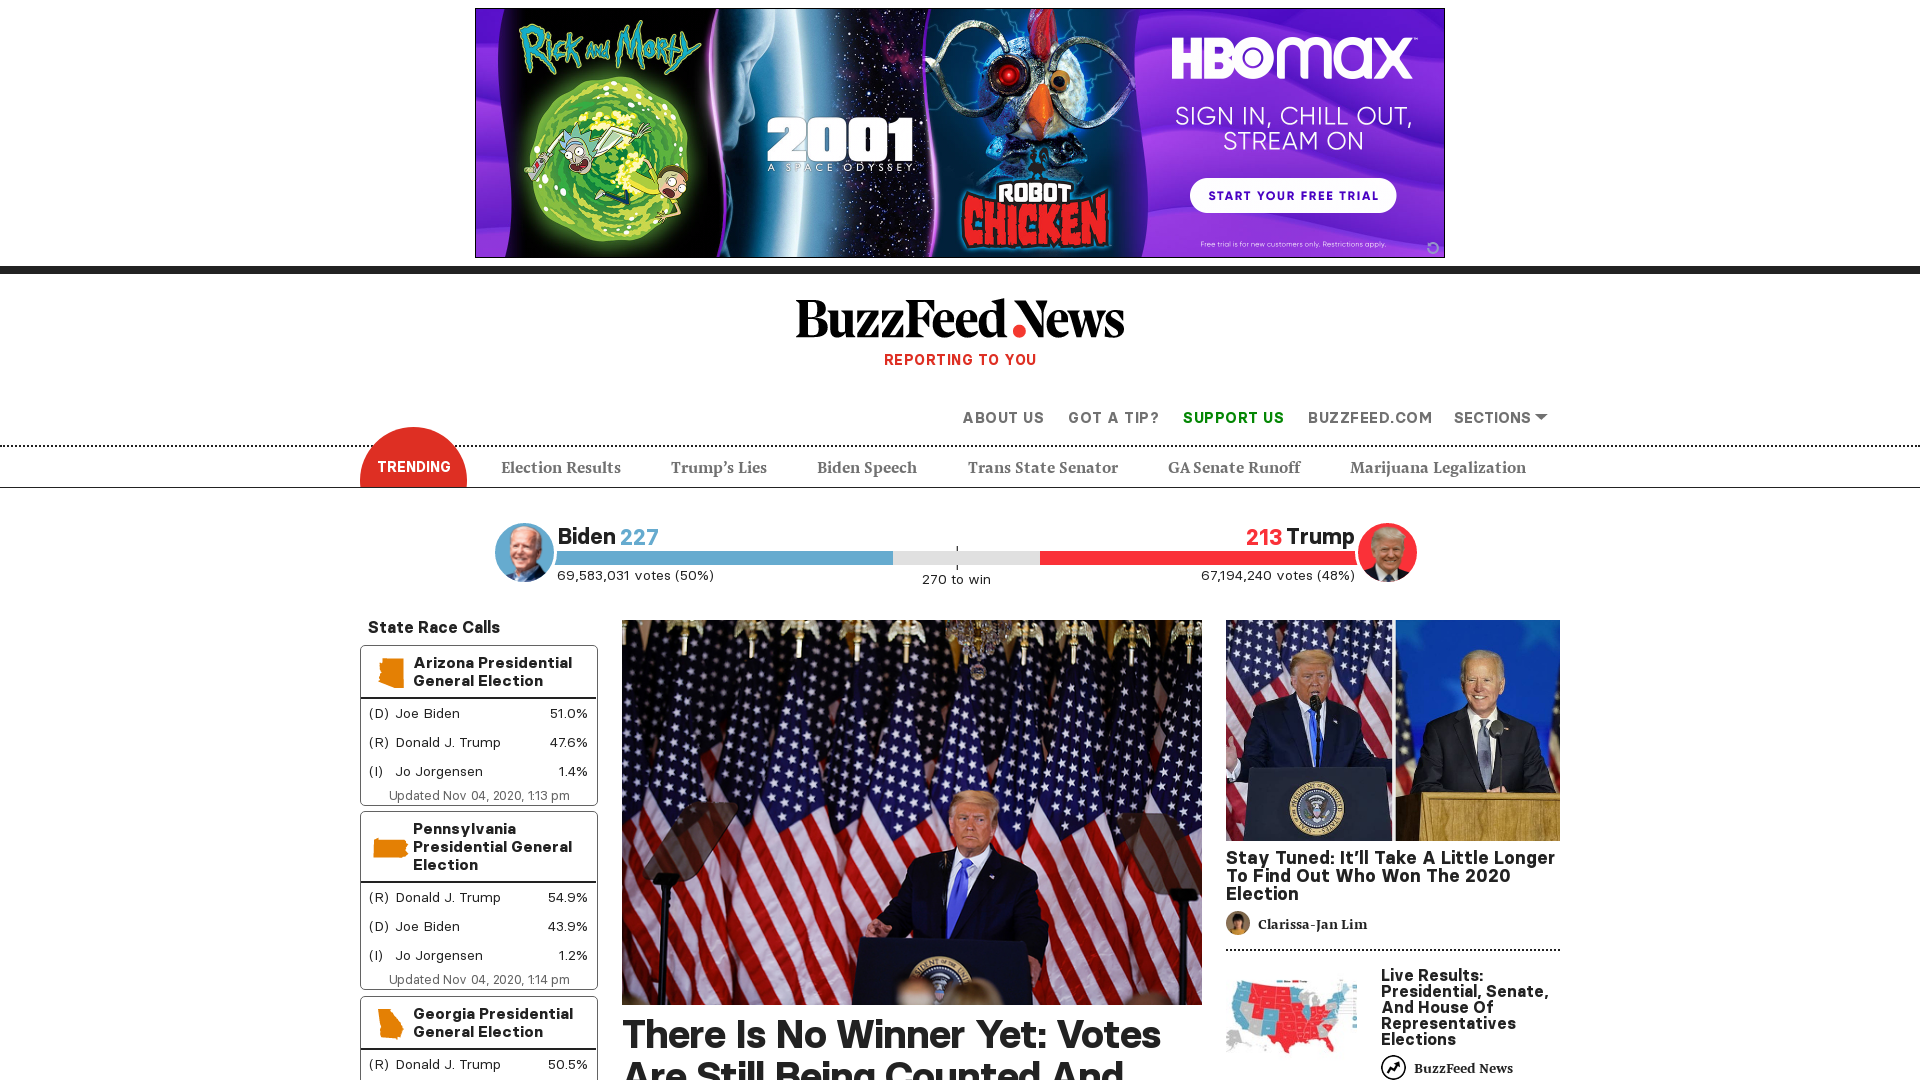 Rick and Morty
2001
A SPACE ODYSSEY
ROBOT
CHICKEN
HBOMAX
SIGN IN, CHILL OUT,
STREAM ON
START YOUR FREE TRIAL
Free trial is for new customers only. Restrictions apply.
BuzzFeed News
REPORTING TO YOU
ABOUT US
GOT A TIP?
SUPPORT US
BUZZFEED.COM
SECTIONS
TRENDING
Election Results
Trump’s Lies
Biden Speech
Trans State Senator
GA Senate Runoff
Marijuana Legalization
Biden 227
213 Trump
69,583,031 votes (50%)
270 to win
67,194,240 votes (48%)
State Race Calls
Arizona Presidential
General Election
(D) Joe Biden 51.0%
(R) Donald J. Trump 47.6%
(I) Jo Jorgensen 1.4%
Updated Nov 04, 2020, 1:13 pm
Pennsylvania
Presidential General
Election
(R) Donald J. Trump 54.9%
(D) Joe Biden 43.9%
(I) Jo Jorgensen 1.2%
Updated Nov 04, 2020, 1:14 pm
Georgia Presidential
General Election
(R) Donald J. Trump 50.5%
There Is No Winner Yet: Votes
Are Still Being Counted And
Stay Tuned: It’ll Take A Little Longer
To Find Out Who Won The 2020
Election
Clarissa-Jan Lim
Live Results:
Presidential, Senate,
And House Of
Representatives
Elections
BuzzFeed News